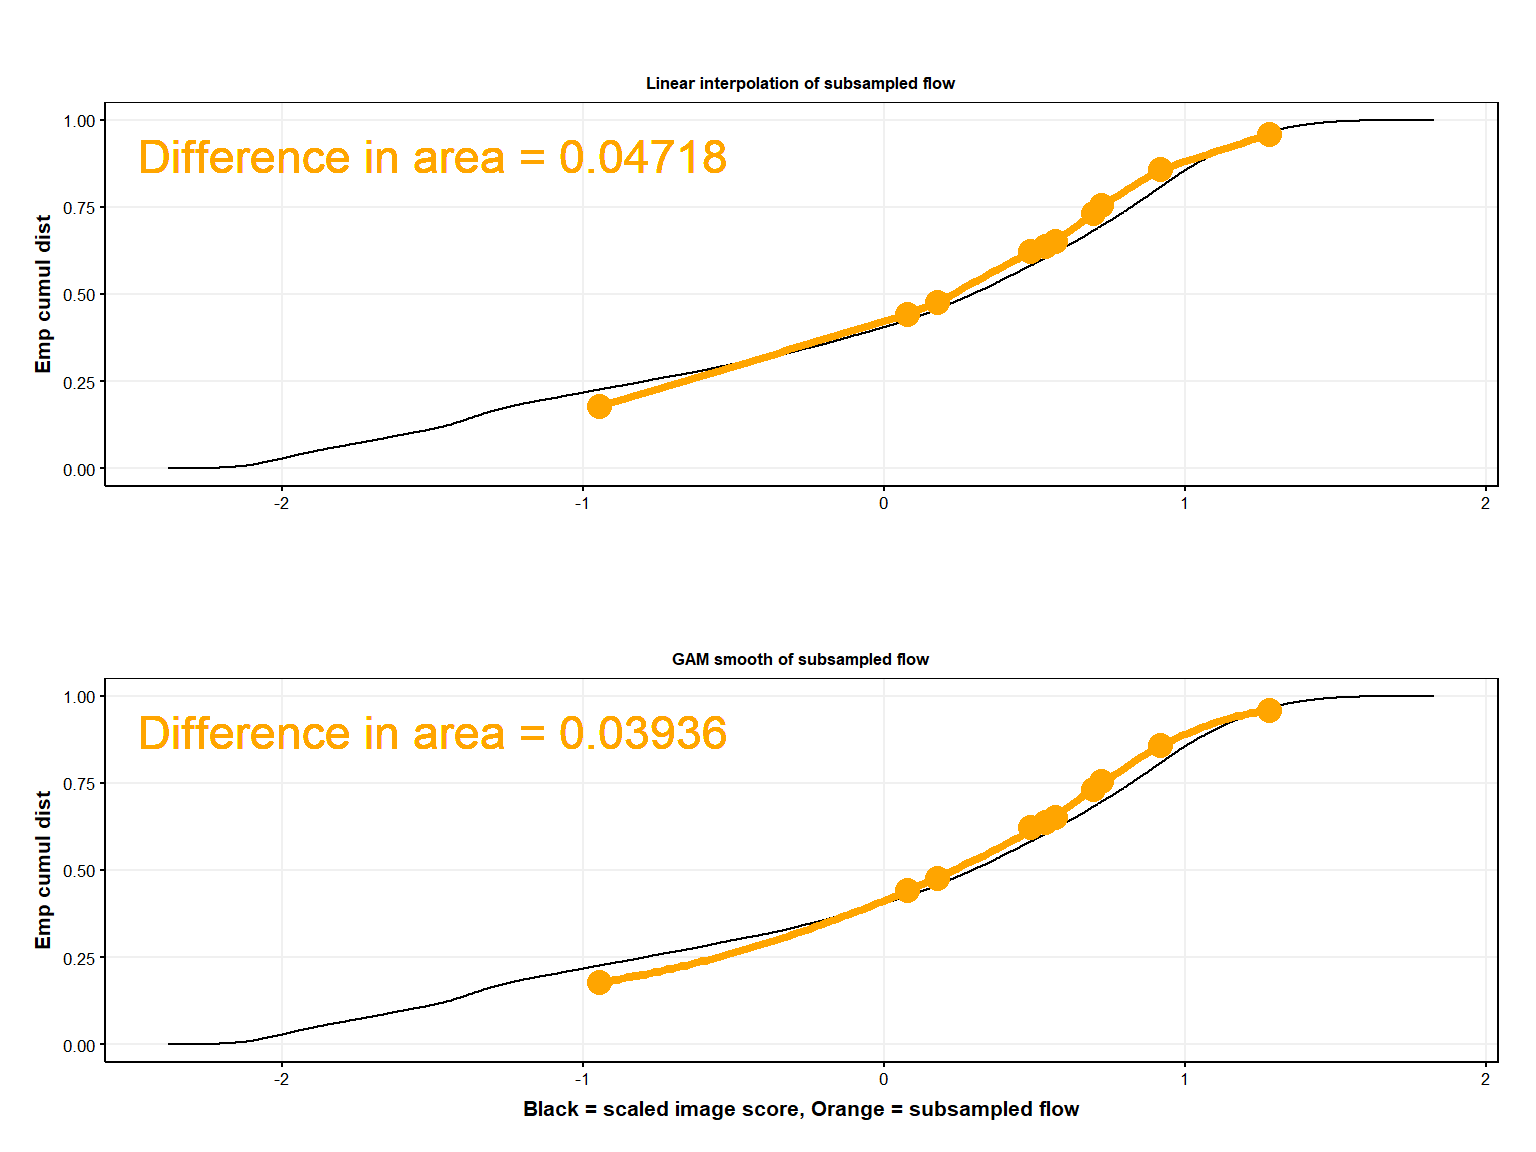 Linear interpolation of subsampled flow
Difference in area = 0.04718
Emp cumul dist
1.00
0.75
0.50
0.25
0.00
-2
-1
0
1
2
GAM smooth of subsampled flow
Difference in area = 0.03936
Emp cumul dist
1.00
0.75
0.50
0.25
0.00
-2
-1
0
1
2
Black = scaled image score, Orange = subsampled flow